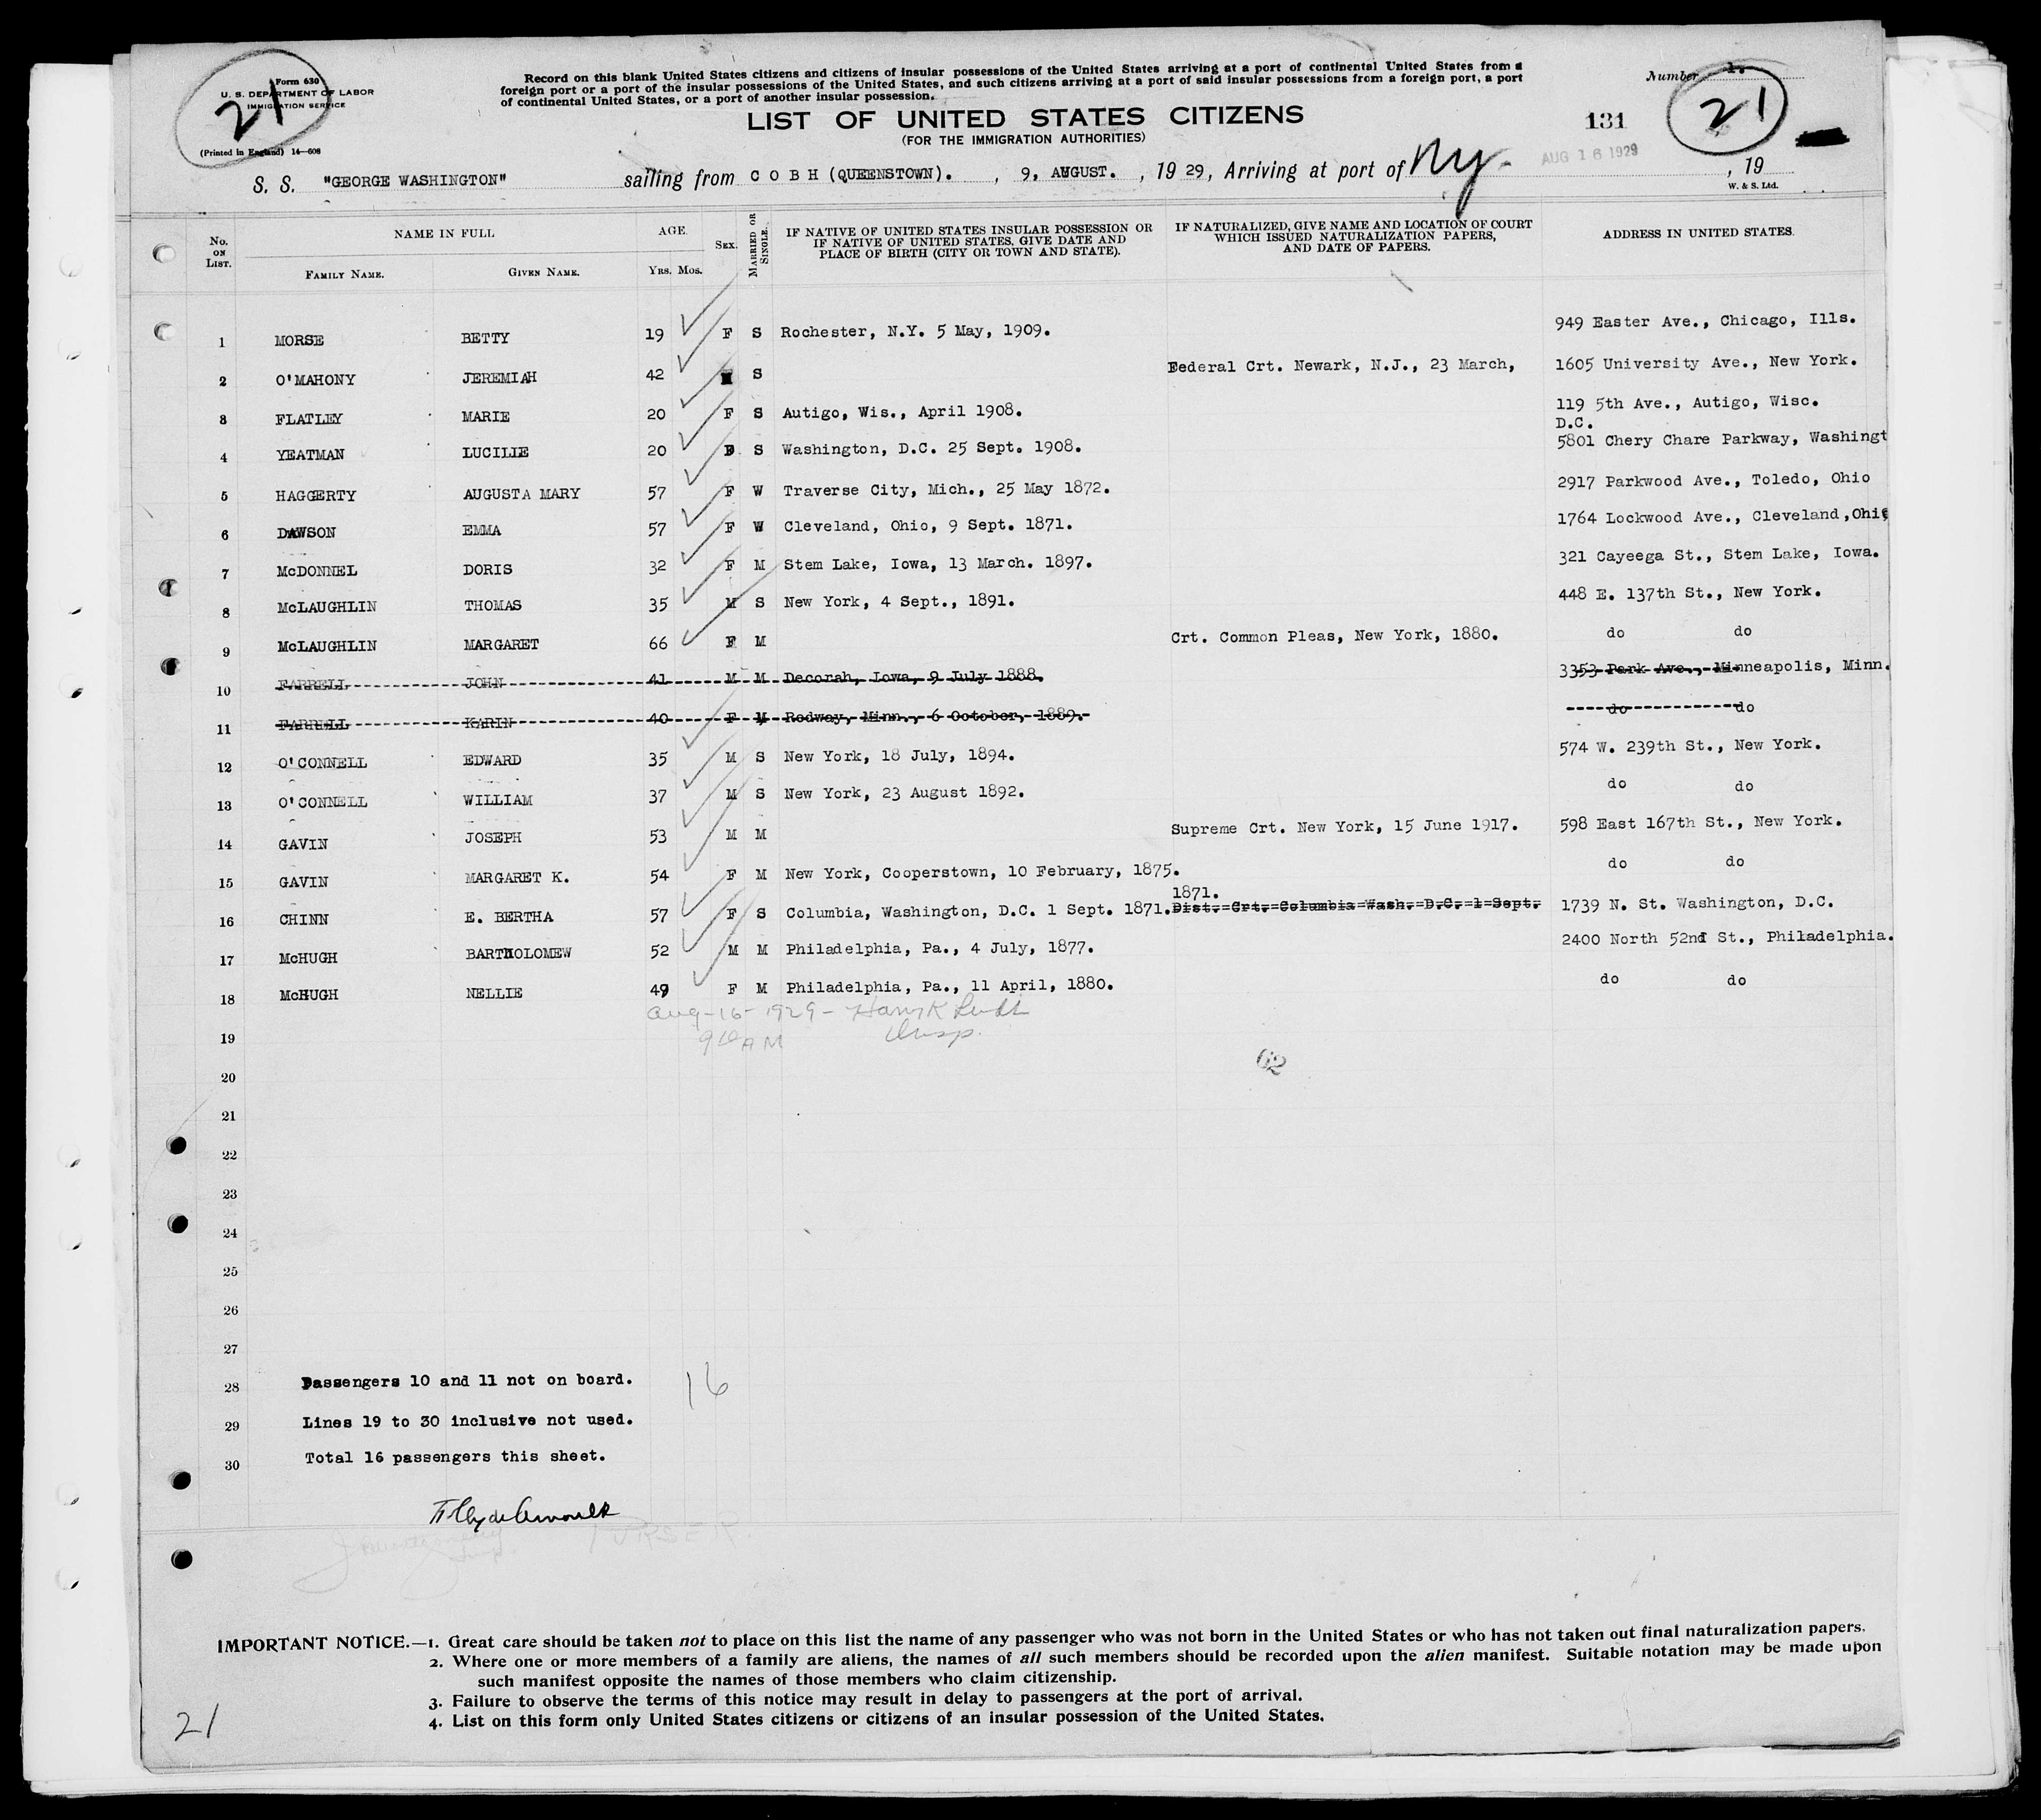 21
Form 630
U. S. DEPARTMENT OF LABOR
IMMIGRATION SERVICE
(Printed in England) 14—608
Record on this blank United States citizens and citizens of insular possessions of the United States arriving at a port of continental United States from a
foreign port or a port of the insular possessions of the United States, and such citizens arriving at a port of said insular possessions from a foreign port, a port
of continental United States, or a port of another insular possession.
Number 1.
LIST OF UNITED STATES CITIZENS
(FOR THE IMMIGRATION AUTHORITIES)
131
21
S. S. "GEORGE WASHINGTON" sailing from C O B H (QUEENSTOWN). , 9, AUGUST. , 19 29, Arriving at port of Ny. AUG 16 1929 , 19
W. & S. Ltd.
No. ON LIST. NAME IN FULL AGE. SEX. MARRIED OR SINGLE. IF NATIVE OF UNITED STATES INSULAR POSSESSION OR IF NATIVE OF UNITED STATES, GIVE DATE AND PLACE OF BIRTH (CITY OR TOWN AND STATE). IF NATURALIZED, GIVE NAME AND LOCATION OF COURT WHICH ISSUED NATURALIZATION PAPERS, AND DATE OF PAPERS. ADDRESS IN UNITED STATES.
FAMILY NAME. GIVEN NAME. YRS. MOS.
1 MORSE BETTY 19 F S Rochester, N.Y. 5 May, 1909. 949 Easter Ave., Chicago, Ills.
2 O'MAHONY JEREMIAH 42 S Federal Crt. Newark, N.J., 23 March, 1605 University Ave., New York.
3 FLATLEY MARIE 20 F S Autigo, Wis., April 1908. 119 5th Ave., Autigo, Wisc.
D.C.
4 YEATMAN LUCILIE 20 S Washington, D.C. 25 Sept. 1908. 5801 Chery Chare Parkway, Washingt
5 HAGGERTY AUGUSTA MARY 57 F W Traverse City, Mich., 25 May 1872. 2917 Parkwood Ave., Toledo, Ohio
6 DAWSON EMMA 57 F W Cleveland, Ohio, 9 Sept. 1871. 1764 Lockwood Ave., Cleveland,Ohio
7 McDONNEL DORIS 32 F M Stem Lake, Iowa, 13 March. 1897. 321 Cayeega St., Stem Lake, Iowa.
8 McLAUGHLIN THOMAS 35 M S New York, 4 Sept., 1891. 448 E. 137th St., New York.
9 McLAUGHLIN MARGARET 66 F M Crt. Common Pleas, New York, 1880. do do
10 FARRELL JOHN 41 M M Decorah, Iowa, 9 July 1888. 3353 Park Ave., Minneapolis, Minn.
11 FARRELL KARIN 40 F M Redway, Minn., 6 October, 1889. do do
12 O'CONNELL EDWARD 35 M S New York, 18 July, 1894. 574 W. 239th St., New York.
13 O'CONNELL WILLIAM 37 M S New York, 23 August 1892. do do
14 GAVIN JOSEPH 53 M M Supreme Crt. New York, 15 June 1917. 598 East 167th St., New York.
15 GAVIN MARGARET K. 54 F M New York, Cooperstown, 10 February, 1875. do do
1871.
16 CHINN E. BERTHA 57 F S Columbia, Washington, D.C. 1 Sept. 1871. Dist. Crt. Columbia Wash. D.C. 1 Sept. 1739 N. St. Washington, D.C.
17 McHUGH BARTHOLOMEW 52 M M Philadelphia, Pa., 4 July, 1877. 2400 North 52nd St., Philadelphia.
18 McHUGH NELLIE 49 F M Philadelphia, Pa., 11 April, 1880. do do
Aug-16-1929-
19 AM Insp.
62
20
21
22
23
24
25
26
27
28 Passengers 10 and 11 not on board. 16
29 Lines 19 to 30 inclusive not used.
30 Total 16 passengers this sheet.
PURSER
IMPORTANT NOTICE.—1. Great care should be taken not to place on this list the name of any passenger who was not born in the United States or who has not taken out final naturalization papers.
2. Where one or more members of a family are aliens, the names of all such members should be recorded upon the alien manifest. Suitable notation may be made upon
such manifest opposite the names of those members who claim citizenship.
3. Failure to observe the terms of this notice may result in delay to passengers at the port of arrival.
4. List on this form only United States citizens or citizens of an insular possession of the United States.
21